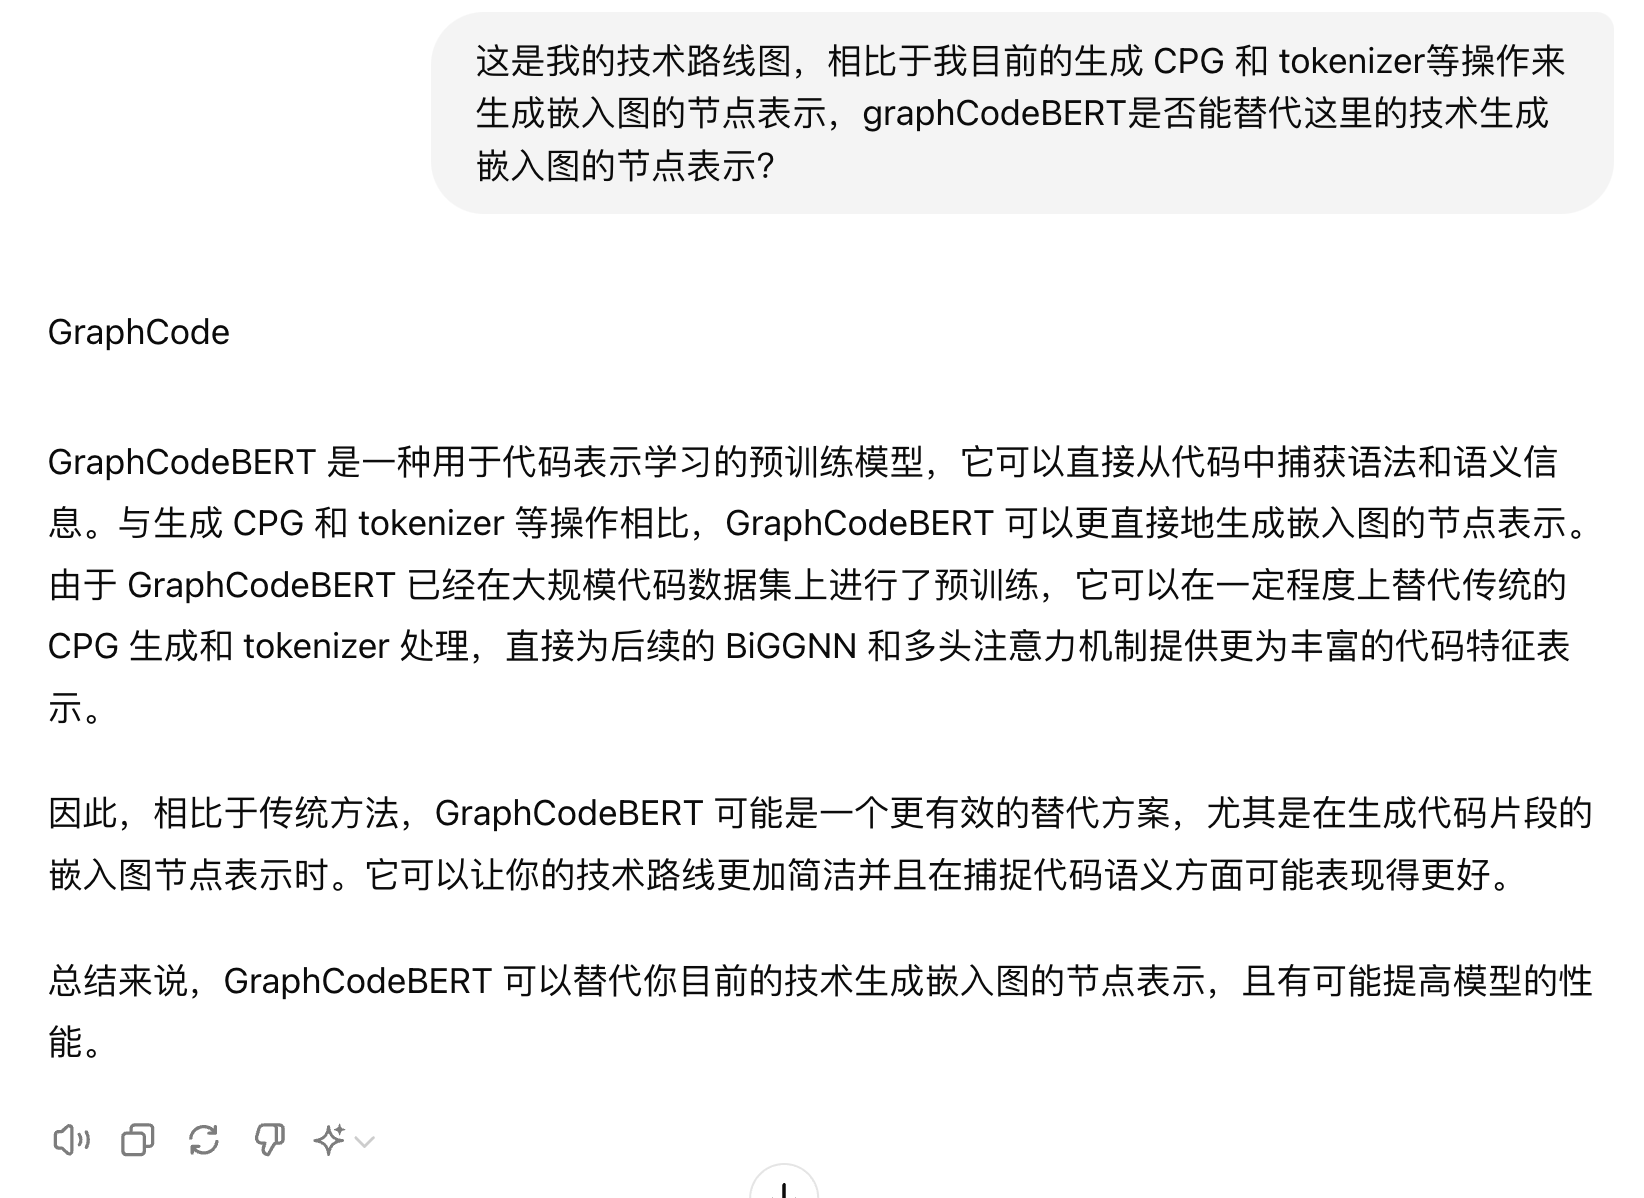 这是我的技术路线图，相比于我目前的生成 CPG 和 tokenizer等操作来
生成嵌入图的节点表示，graphCodeBERT是否能替代这里的技术生成
嵌入图的节点表示?
GraphCode
GraphCodeBERT 是一种用于代码表示学习的预训练模型，它可以直接从代码中捕获语法和语义信
息。与生成 CPG 和 tokenizer 等操作相比，GraphCodeBERT 可以更直接地生成嵌入图的节点表示。
由于 GraphCodeBERT 已经在大规模代码数据集上进行了预训练，它可以在一定程度上替代传统的
CPG 生成和 tokenizer 处理，直接为后续的 BiGGNN 和多头注意力机制提供更为丰富的代码特征表
示。
因此，相比于传统方法，GraphCodeBERT 可能是一个更有效的替代方案，尤其是在生成代码片段的
嵌入图节点表示时。它可以让你的技术路线更加简洁并且在捕捉代码语义方面可能表现得更好。
总结来说，GraphCodeBERT 可以替代你目前的技术生成嵌入图的节点表示，且有可能提高模型的性
能。